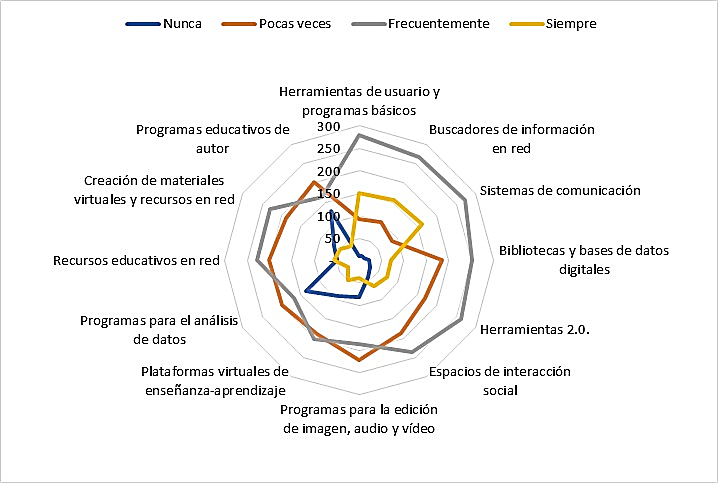 Nunca
Pocas veces
Frecuentemente
Siempre
Herramientas de usuario y
programas básicos
Buscadores de información
en red
Sistemas de comunicación
Bibliotecas y bases de datos
digitales
Herramientas 2.0.
Espacios de interacción
social
Programas para la edición
de imagen, audio y vídeo
Plataformas virtuales de
enseñanza-aprendizaje
Programas para el análisis
de datos
Recursos educativos en red
Creación de materiales
virtuales y recursos en red
Programas educativos de
autor
300
250
200
150
100
50